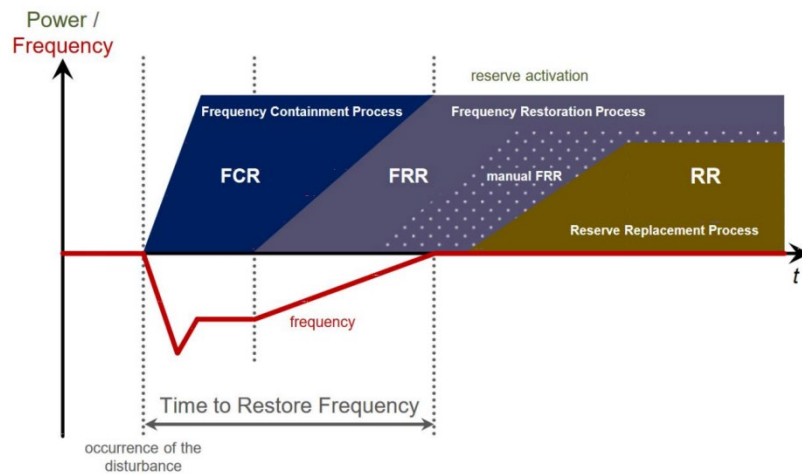 Power /
Frequency
reserve activation
Frequency Containment Process
Frequency Restoration Process
FCR
FRR
manual FRR
RR
Reserve Replacement Process
t
frequency
Time to Restore Frequency
occurrence of the
disturbance